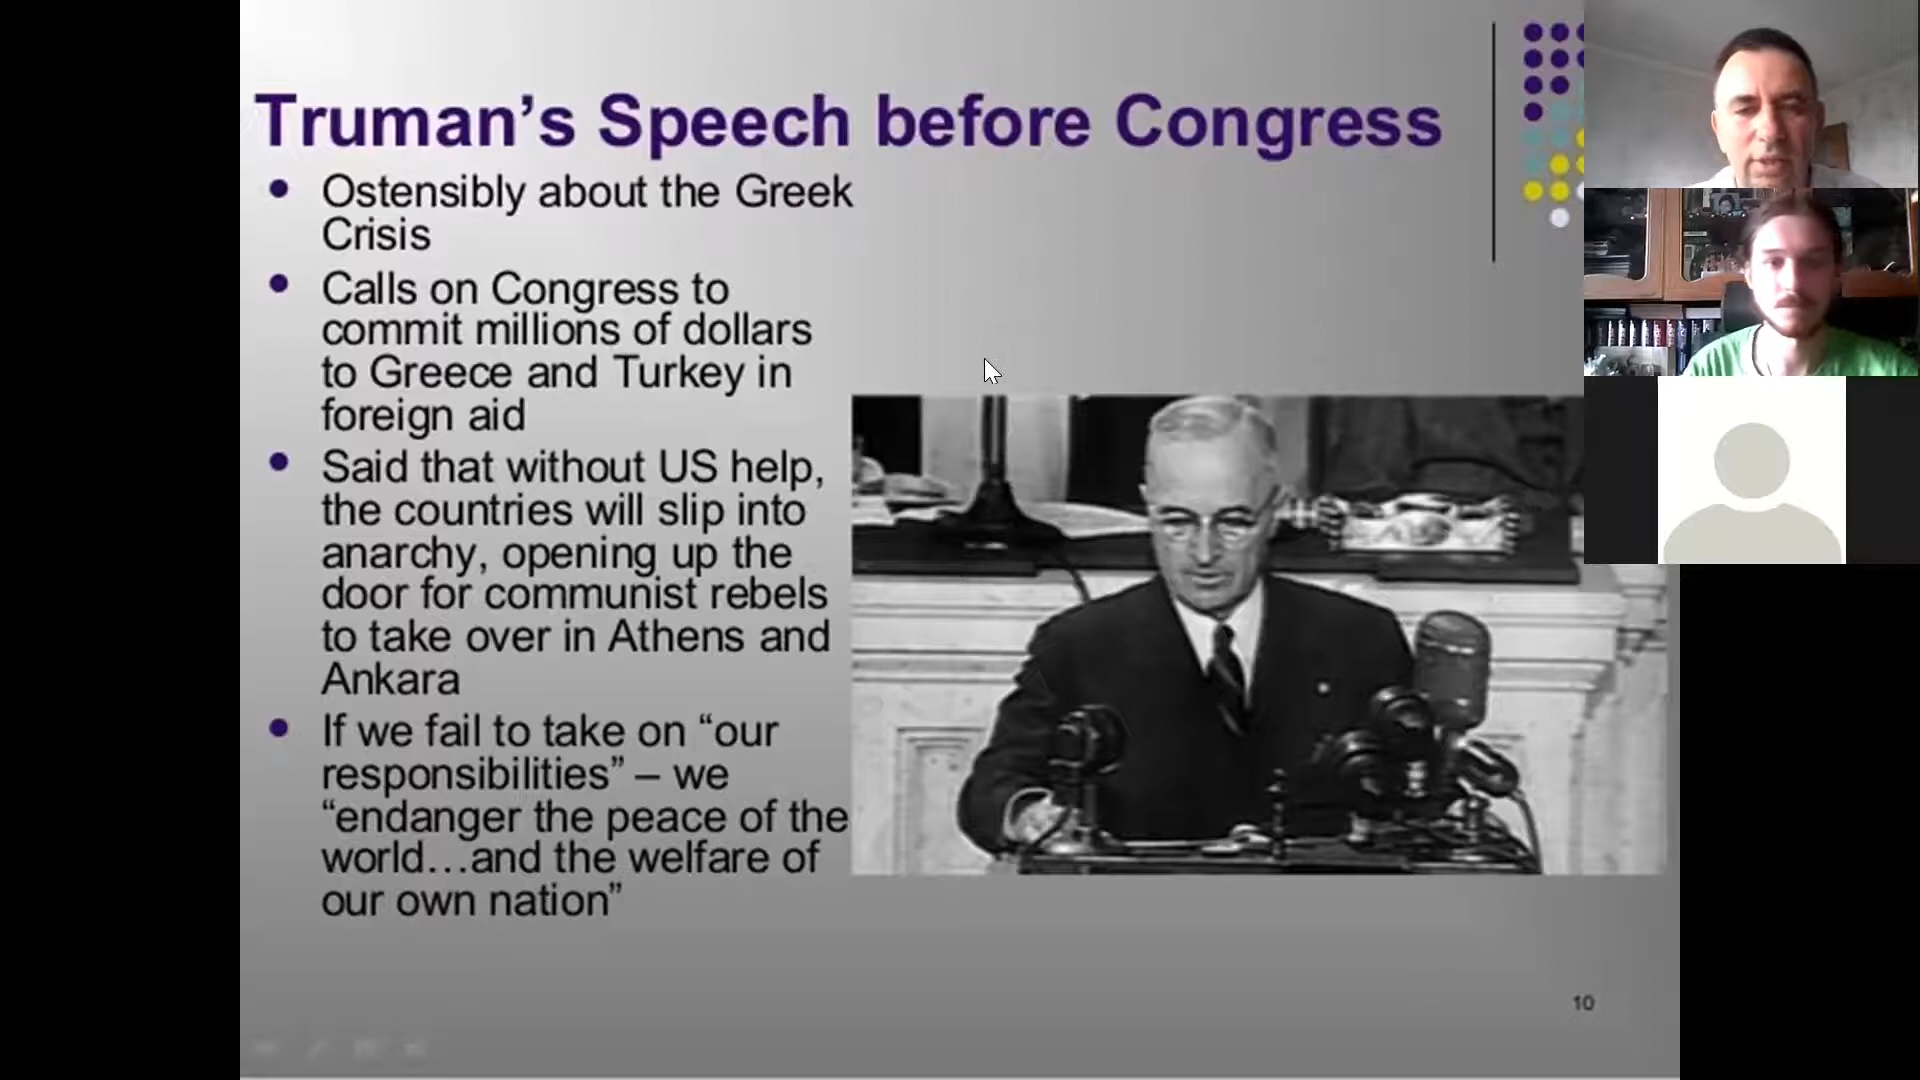 Truman’s Speech before Congress
Ostensibly about the Greek
Crisis
Calls on Congress to
commit millions of dollars
to Greece and Turkey in
foreign aid
Said that without US help,
the countries will slip into
anarchy, opening up the
door for communist rebels
to take over in Athens and
Ankara
If we fail to take on “our
responsibilities” – we
“endanger the peace of the
world…and the welfare of
our own nation”
10